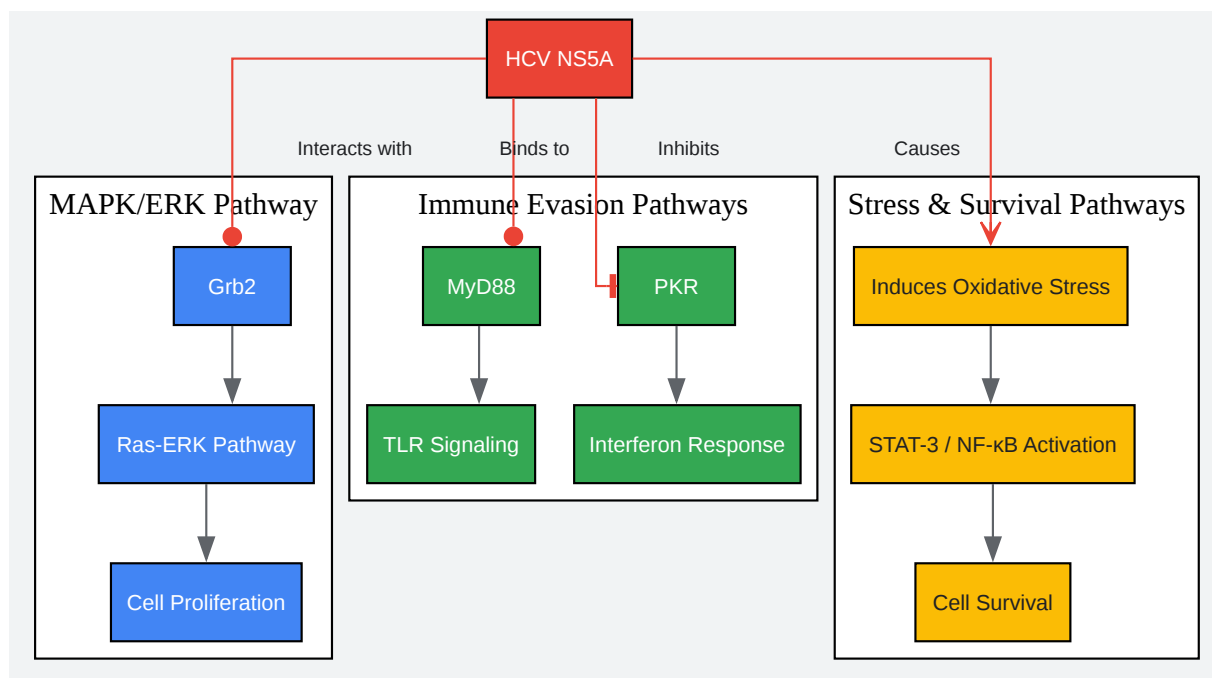 HCV NS5A
Interacts with
Binds to
Inhibits
Causes
MAPK/ERK Pathway
Immune Evasion Pathways
Stress & Survival Pathways
Grb2
MyD88
PKR
Induces Oxidative Stress
Ras-ERK Pathway
TLR Signaling
Interferon Response
STAT-3 / NF-κB Activation
Cell Proliferation
Cell Survival